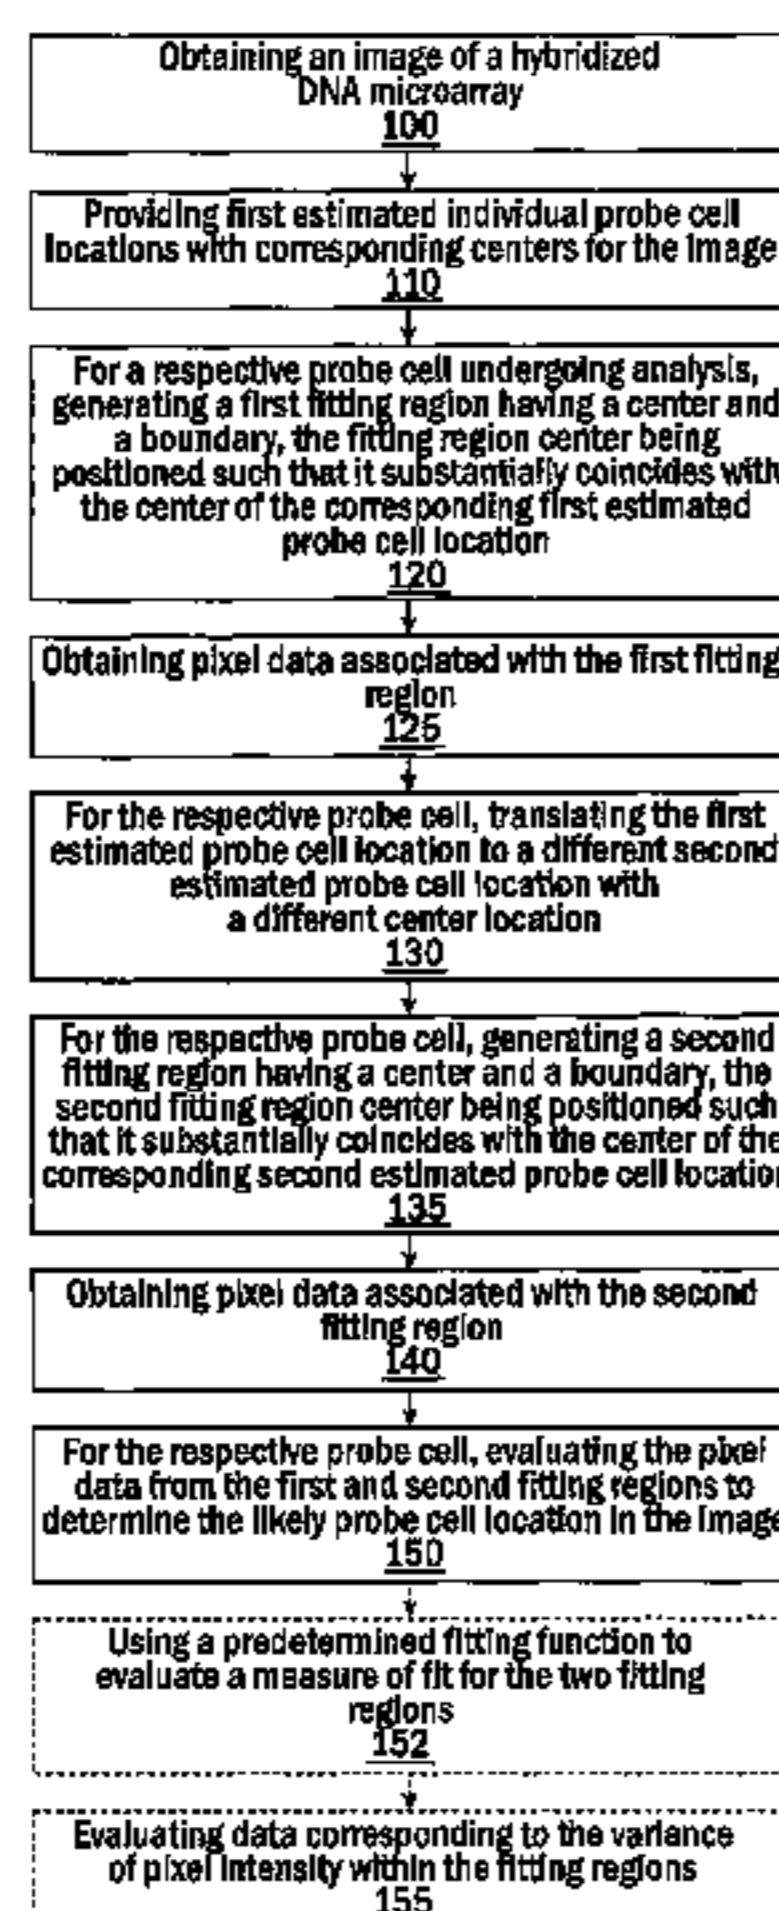 Obtaining an image of a hybridized
DNA microarray
100
Providing first estimated individual probe cell
locations with corresponding centers for the image
110
For a respective probe cell undergoing analysis,
generating a first fitting region having a center and
a boundary, the fitting region center being
positioned such that it substantially coincides with
the center of the corresponding first estimated
probe cell location
120
Obtaining pixel data associated with the first fitting
region
125
For the respective probe cell, translating the first
estimated probe cell location to a different second
estimated probe cell location with
a different center location
130
For the respective probe cell, generating a second
fitting region having a center and a boundary, the
second fitting region center being positioned such
that it substantially coincides with the center of the
corresponding second estimated probe cell location
135
Obtaining pixel data associated with the second
fitting region
140
For the respective probe cell, evaluating the pixel
data from the first and second fitting regions to
determine the likely probe cell location in the image
150
Using a predetermined fitting function to
evaluate a measure of fit for the two fitting
regions
152
Evaluating data corresponding to the variance
of pixel intensity within the fitting regions
155